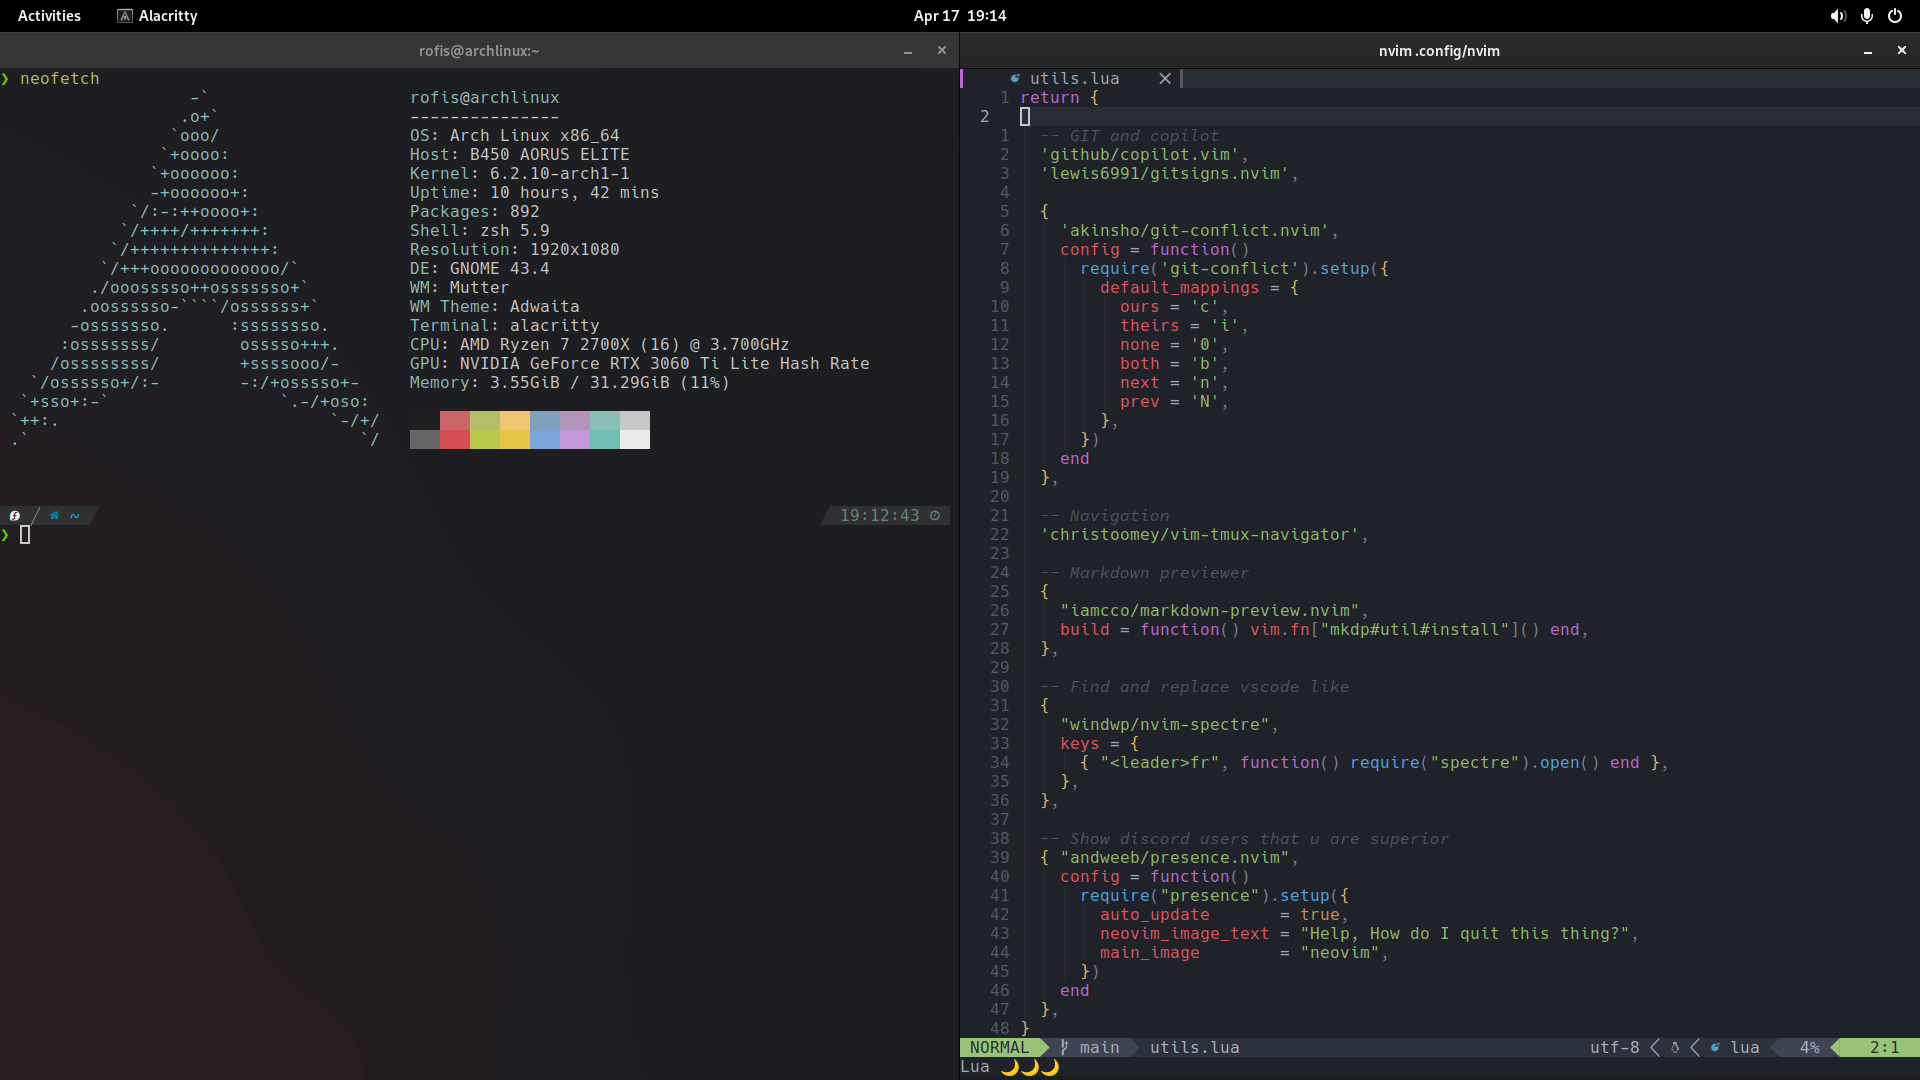 Activities Alacritty Apr 17 19:14
rofis@archlinux:~
❯ neofetch
                  -`
                 .o+`
                `ooo/
               `+oooo:
              `+oooooo:
              -+oooooo+:
            `/:-:++oooo+:
           `/++++/+++++++:
          `/++++++++++++++:
         `/+++ooooooooooooo/`
        ./ooosssso++osssssso+`
       .oossssso-````/ossssss+`
      -osssssso.      :ssssssso.
     :osssssss/        osssso+++.
    /ossssssss/        +ssssooo/-
  `/ossssso+/:-        -:/+osssso+-
 `+sso+:-`                 `.-/+oso:
`++:.                           `-/+/
.`                                 `/
rofis@archlinux
---------------
OS: Arch Linux x86_64
Host: B450 AORUS ELITE
Kernel: 6.2.10-arch1-1
Uptime: 10 hours, 42 mins
Packages: 892
Shell: zsh 5.9
Resolution: 1920x1080
DE: GNOME 43.4
WM: Mutter
WM Theme: Adwaita
Terminal: alacritty
CPU: AMD Ryzen 7 2700X (16) @ 3.700GHz
GPU: NVIDIA GeForce RTX 3060 Ti Lite Hash Rate
Memory: 3.55GiB / 31.29GiB (11%)
~ 19:12:43
❯
nvim .config/nvim
utils.lua
1 return {
2
1   -- GIT and copilot
2   'github/copilot.vim',
3   'lewis6991/gitsigns.nvim',
4
5   {
6     'akinsho/git-conflict.nvim',
7     config = function()
8       require('git-conflict').setup({
9         default_mappings = {
10           ours = 'c',
11           theirs = 'i',
12           none = '0',
13           both = 'b',
14           next = 'n',
15           prev = 'N',
16         },
17       })
18     end
19   },
20
21   -- Navigation
22   'christoomey/vim-tmux-navigator',
23
24   -- Markdown previewer
25   {
26     "iamcco/markdown-preview.nvim",
27     build = function() vim.fn["mkdp#util#install"]() end,
28   },
29
30   -- Find and replace vscode like
31   {
32     "windwp/nvim-spectre",
33     keys = {
34       { "<leader>fr", function() require("spectre").open() end },
35     },
36   },
37
38   -- Show discord users that u are superior
39   { "andweeb/presence.nvim",
40     config = function()
41       require("presence").setup({
42         auto_update       = true,
43         neovim_image_text = "Help, How do I quit this thing?",
44         main_image        = "neovim",
45       })
46     end
47   },
48 }
NORMAL main utils.lua utf-8 lua 4% 2:1
Lua 🌙🌙🌙